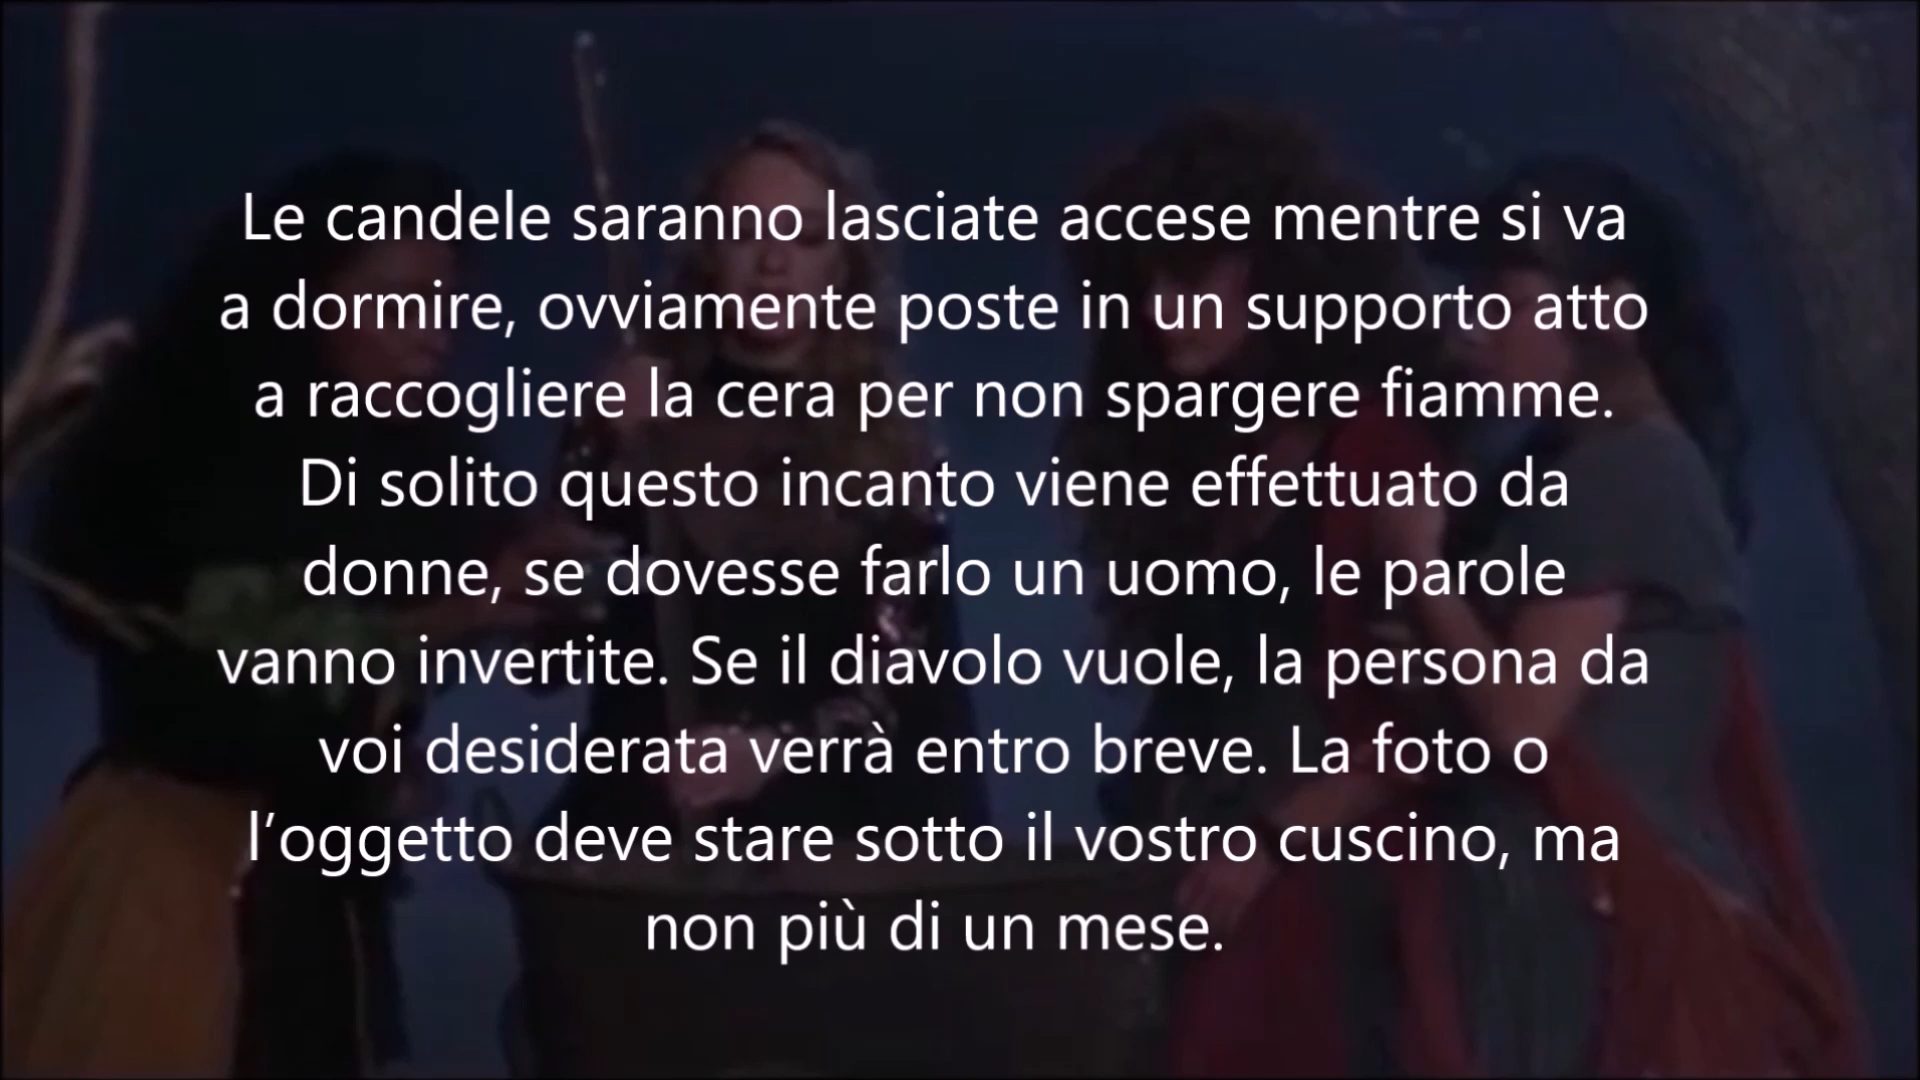 Le candele saranno lasciate accese mentre si va
a dormire, ovviamente poste in un supporto atto
a raccogliere la cera per non spargere fiamme.
Di solito questo incanto viene effettuato da
donne, se dovesse farlo un uomo, le parole
vanno invertite. Se il diavolo vuole, la persona da
voi desiderata verrà entro breve. La foto o
l’oggetto deve stare sotto il vostro cuscino, ma
non più di un mese.